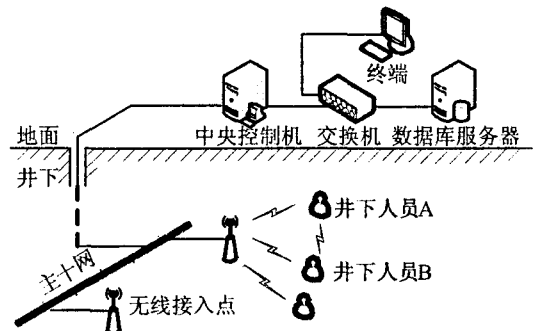 终端
地面
中央控制机
交换机
数据库服务器
井下
井下人员A
主十网
井下人员B
无线接入点